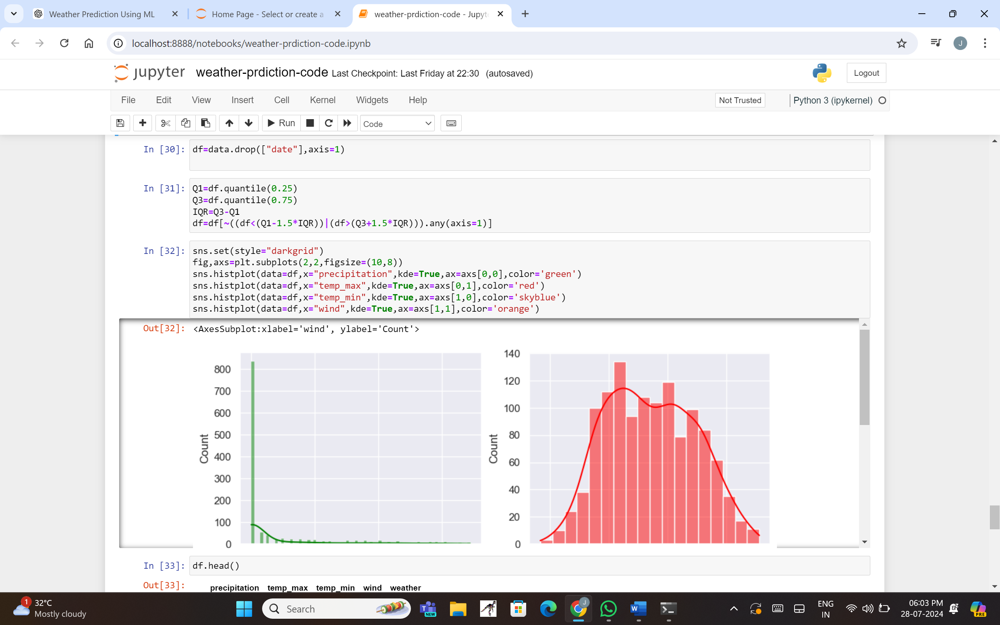 Weather Prediction Using ML
Home Page - Select or create a
weather-prdiction-code - Jupyt
localhost:8888/notebooks/weather-prdiction-code.ipynb
J
jupyter weather-prdiction-code Last Checkpoint: Last Friday at 22:30 (autosaved)
Logout
File Edit View Insert Cell Kernel Widgets Help
Not Trusted Python 3 (ipykernel)
Run Code
In [30]: df=data.drop(["date"],axis=1)
In [31]: Q1=df.quantile(0.25)
Q3=df.quantile(0.75)
IQR=Q3-Q1
df=df[~((df<(Q1-1.5*IQR))|(df>(Q3+1.5*IQR))).any(axis=1)]
In [32]: sns.set(style="darkgrid")
fig,axs=plt.subplots(2,2,figsize=(10,8))
sns.histplot(data=df,x="precipitation",kde=True,ax=axs[0,0],color='green')
sns.histplot(data=df,x="temp_max",kde=True,ax=axs[0,1],color='red')
sns.histplot(data=df,x="temp_min",kde=True,ax=axs[1,0],color='skyblue')
sns.histplot(data=df,x="wind",kde=True,ax=axs[1,1],color='orange')
Out[32]: <AxesSubplot:xlabel='wind', ylabel='Count'>
800
700
600
500
400
300
200
100
0
Count
140
120
100
80
60
40
20
0
Count
In [33]: df.head()
Out[33]:
precipitation temp_max temp_min wind weather
1
32°C
Mostly cloudy
Search
T
NEW
J
W
ENG
IN
06:03 PM
28-07-2024
PRE